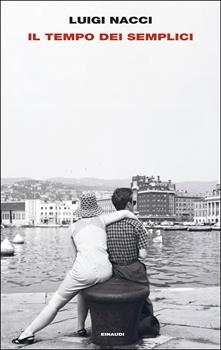 LUIGI NACCI
IL TEMPO DEI SEMPLICI
EINAUDI